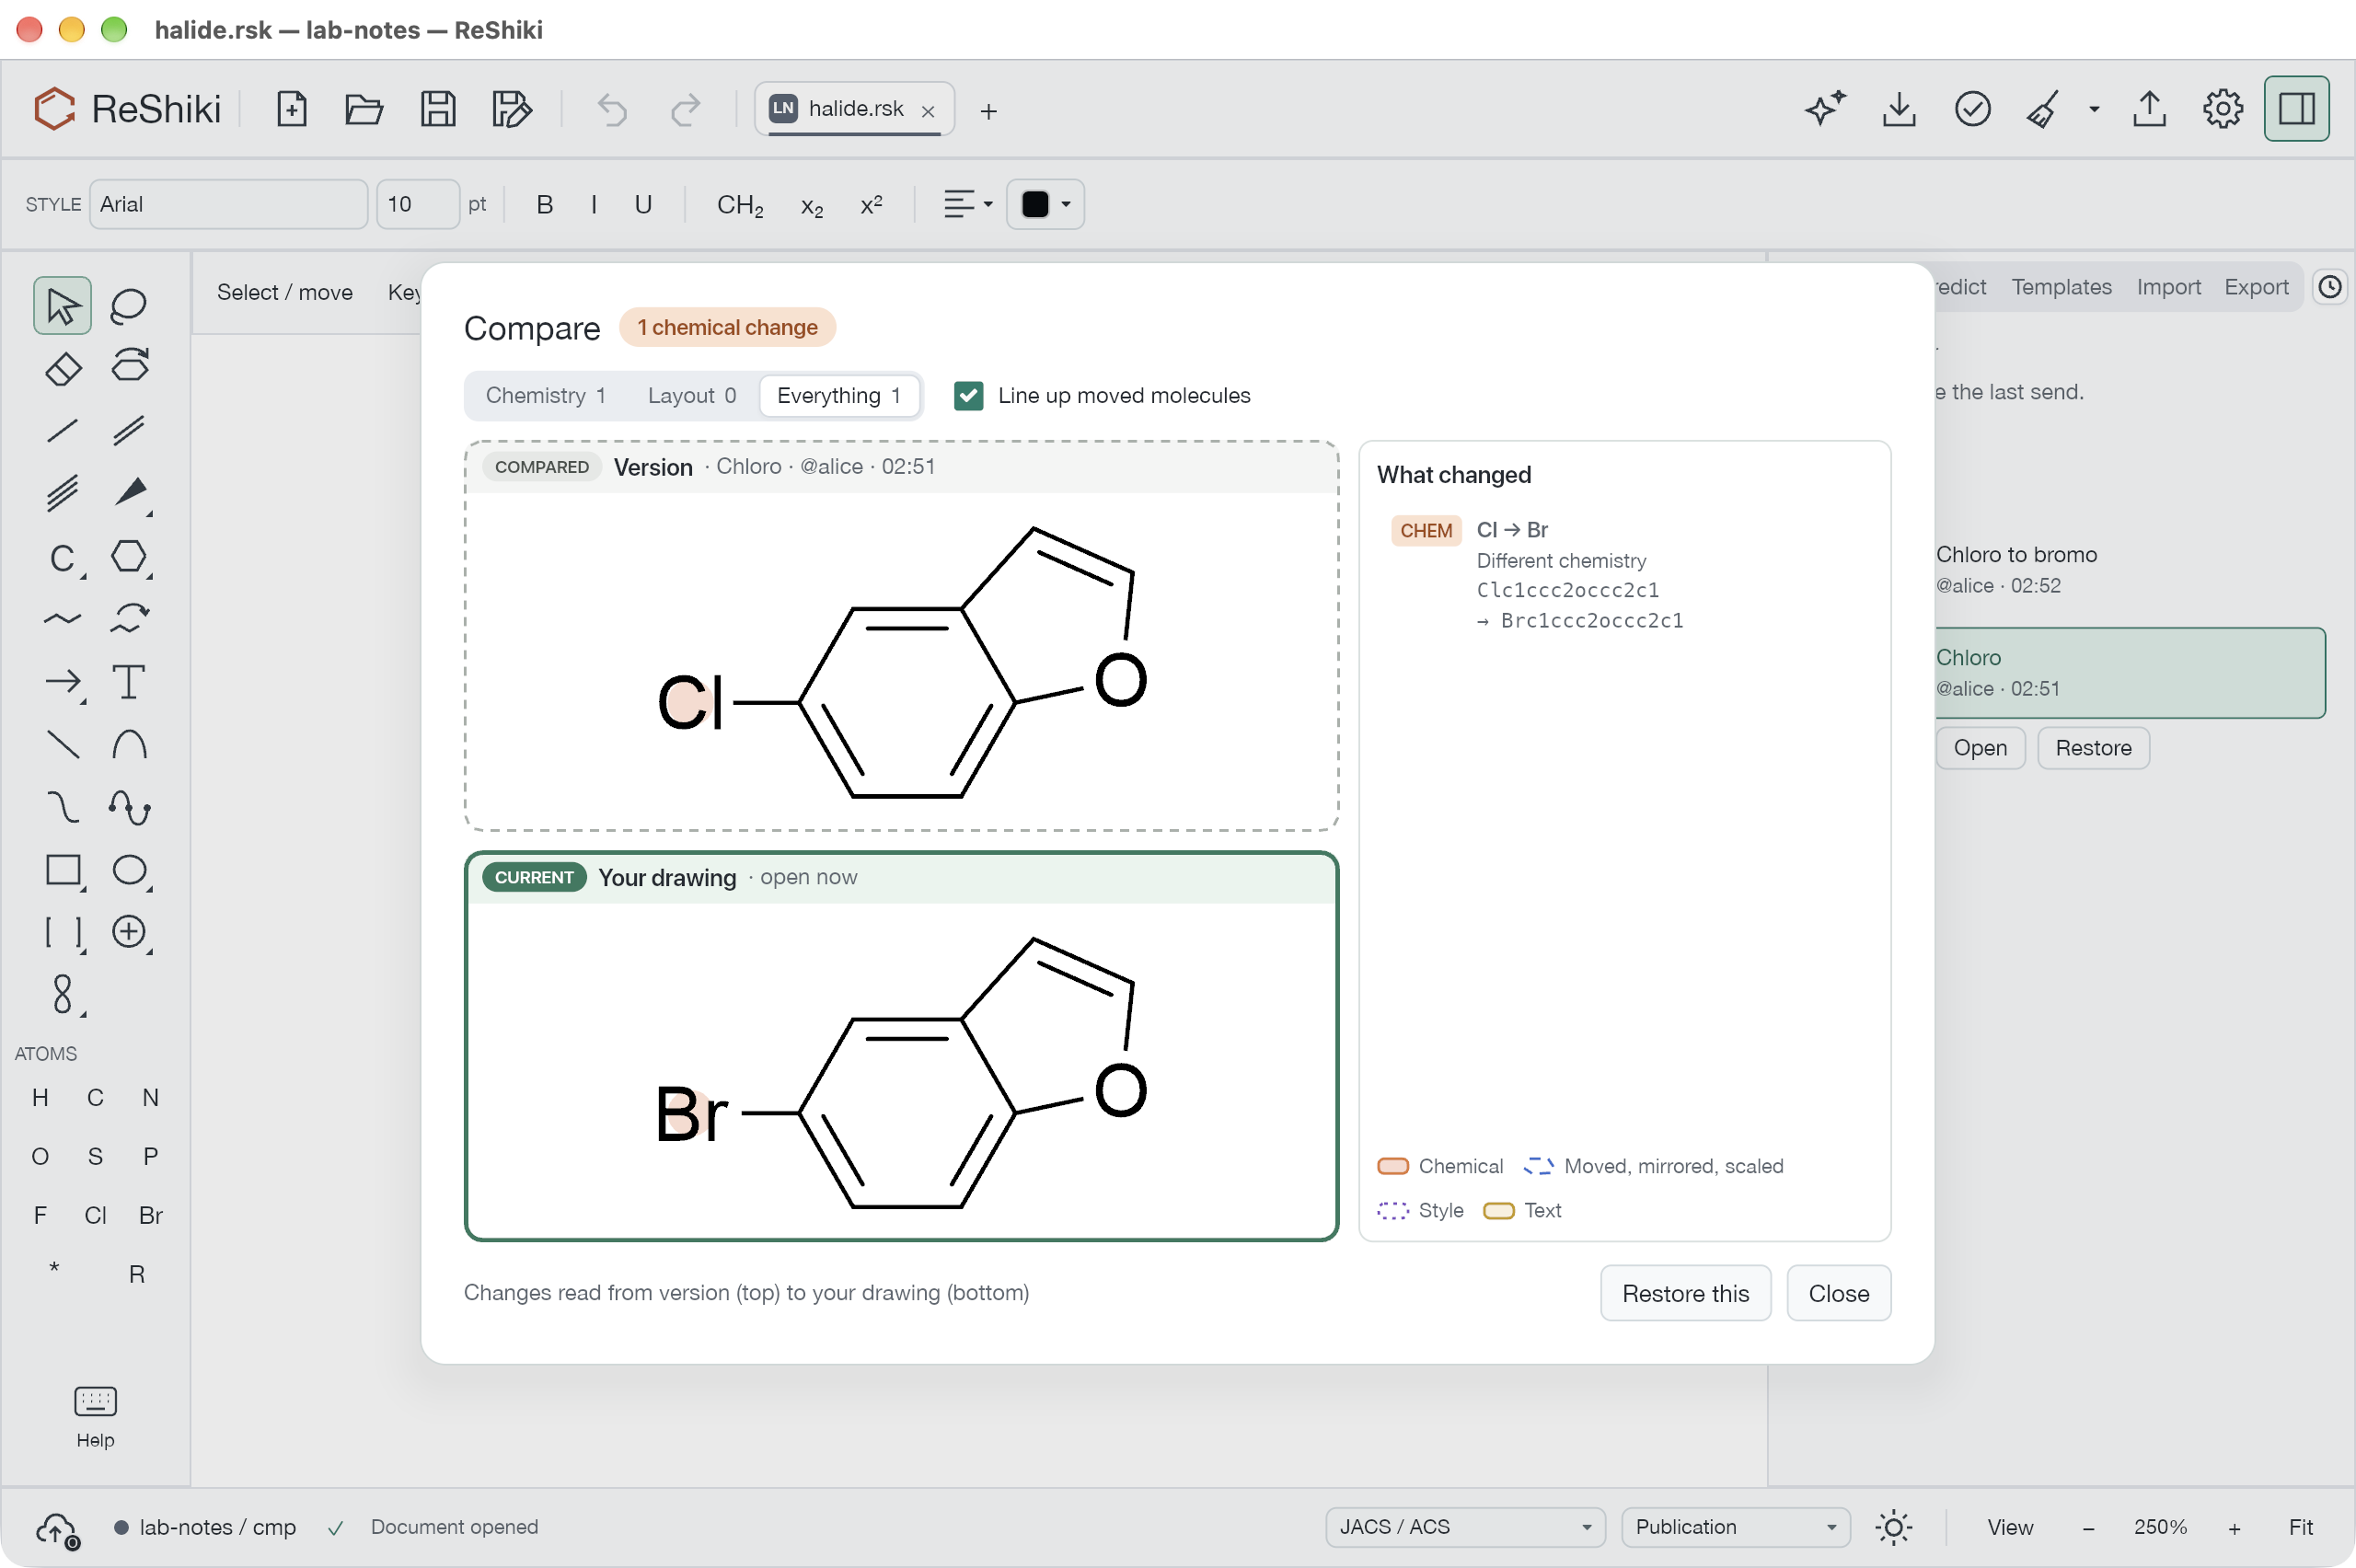 halide.rsk — lab-notes — ReShiki
ReShiki
LN halide.rsk × +
STYLE Arial 10 pt B I U CH₂ x₂ x²
Select / move
Templates Import Export
Compare 1 chemical change
Chemistry 1 Layout 0 Everything 1 Line up moved molecules
COMPARED Version · Chloro · @alice · 02:51
Cl
O
CURRENT Your drawing · open now
Br
O
What changed
CHEM Cl → Br
Different chemistry
Clc1ccc2occc2c1
→ Brc1ccc2occc2c1
Chemical Moved, mirrored, scaled
Style Text
Changes read from version (top) to your drawing (bottom)
Restore this Close
the last send.
Chloro to bromo
@alice · 02:52
Chloro
@alice · 02:51
Open Restore
C
T
ATOMS
H C N
O S P
F Cl Br
* R
Help
lab-notes / cmp ✓ Document opened
JACS / ACS Publication View – 250% + Fit